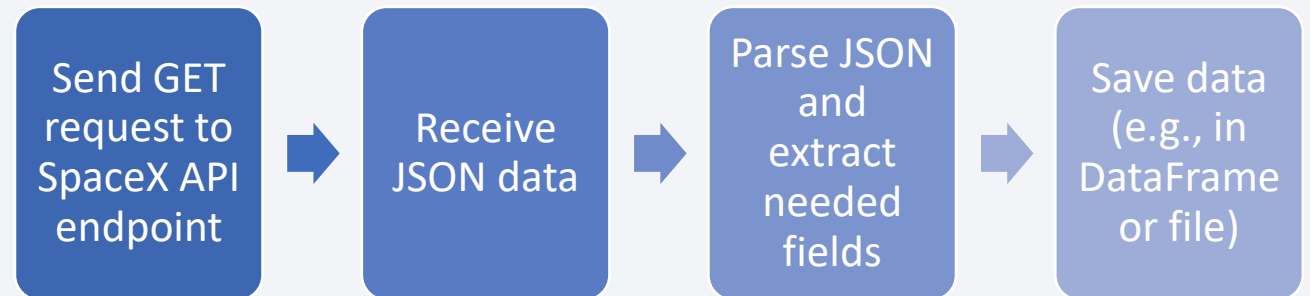 Send GET
request to
SpaceX API
endpoint
Receive
JSON data
Parse JSON
and
extract
needed
fields
Save data
(e.g., in
DataFrame
or file)